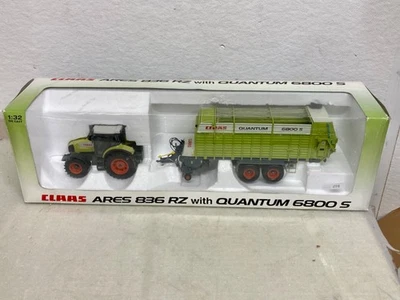 CLAAS ARES 836 RZ with QUANTUM 6800 S
1:32
CLAAS QUANTUM 6800 S
CLAAS ARES 836 RZ with QUANTUM 6800 S